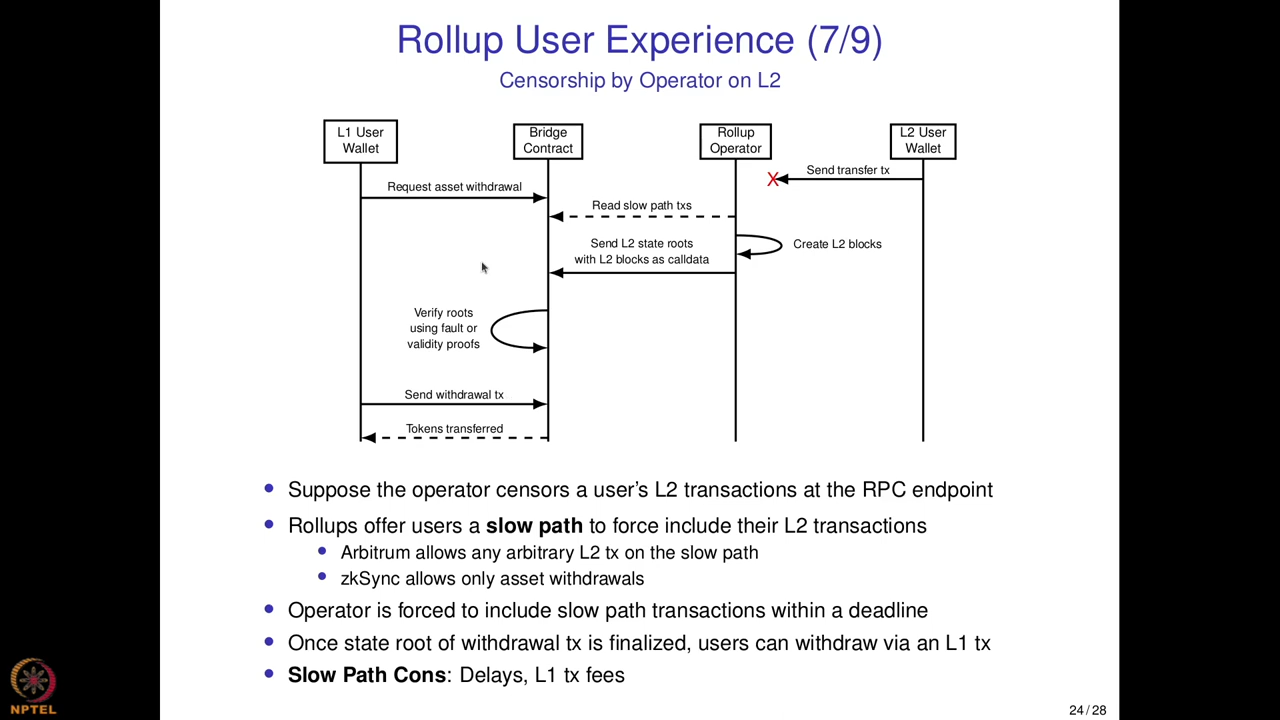 Rollup User Experience (7/9)
Censorship by Operator on L2
L1 User
Wallet
Bridge
Contract
Rollup
Operator
L2 User
Wallet
Send transfer tx
X
Request asset withdrawal
Read slow path txs
Send L2 state roots
with L2 blocks as calldata
Create L2 blocks
Verify roots
using fault or
validity proofs
Send withdrawal tx
Tokens transferred
• Suppose the operator censors a user's L2 transactions at the RPC endpoint
• Rollups offer users a slow path to force include their L2 transactions
• Arbitrum allows any arbitrary L2 tx on the slow path
• zkSync allows only asset withdrawals
• Operator is forced to include slow path transactions within a deadline
• Once state root of withdrawal tx is finalized, users can withdraw via an L1 tx
• Slow Path Cons: Delays, L1 tx fees
NPTEL
24 / 28